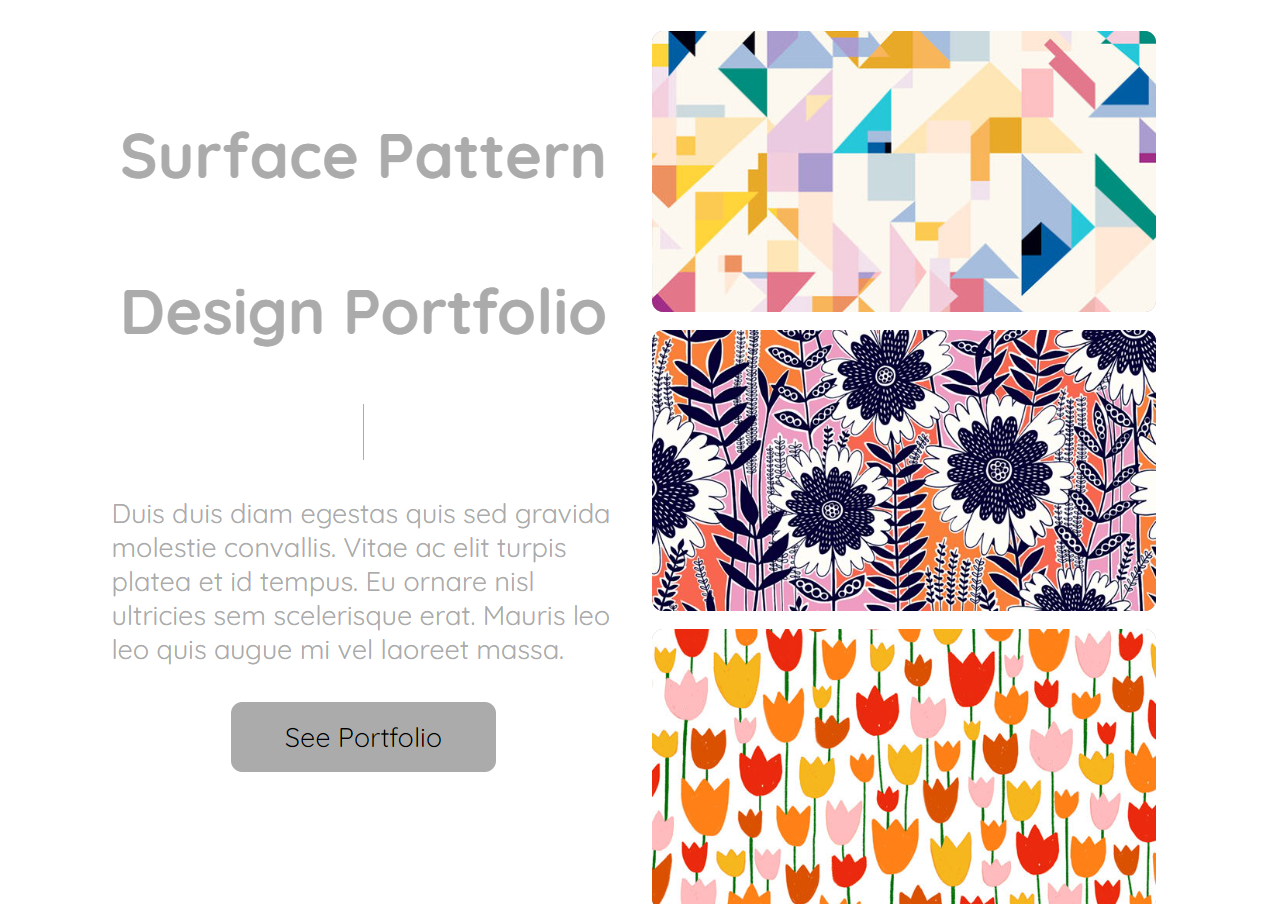 Surface Pattern
Design Portfolio
Duis duis diam egestas quis sed gravida
molestie convallis. Vitae ac elit turpis
platea et id tempus. Eu ornare nisl
ultricies sem scelerisque erat. Mauris leo
leo quis augue mi vel laoreet massa.
See Portfolio